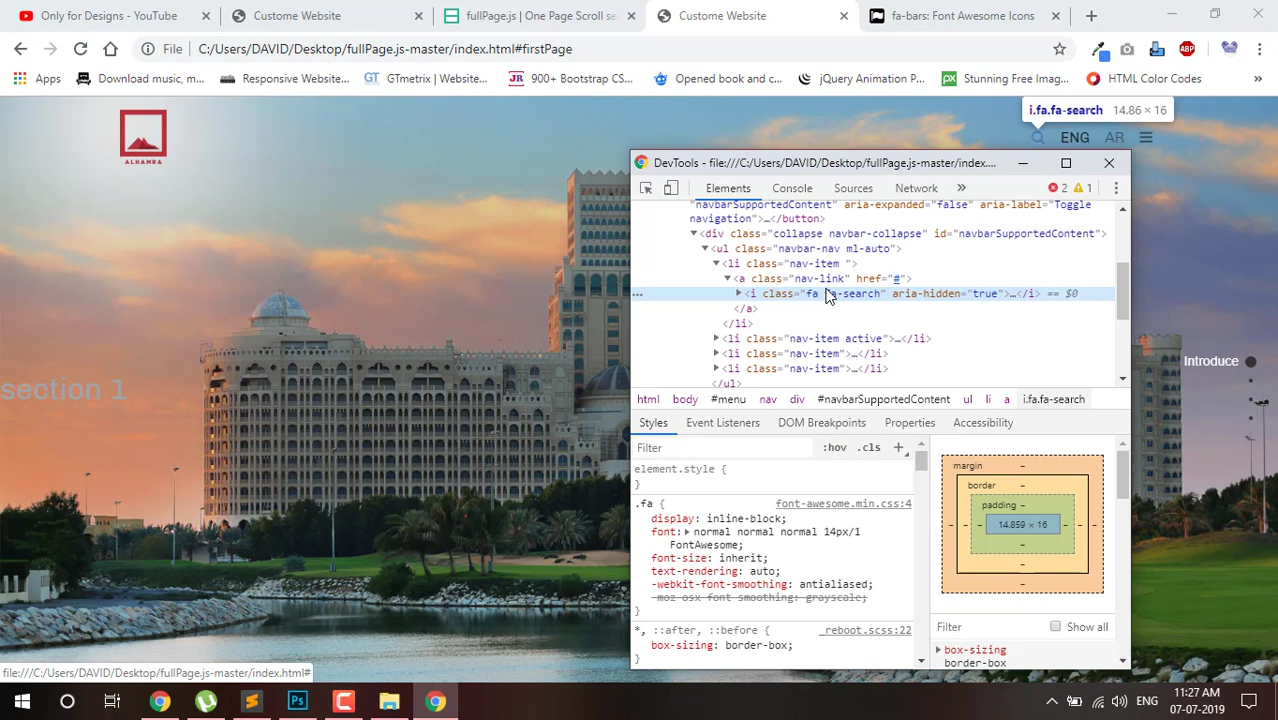 Only for Designs - YouTube
Custome Website
fullPage.js | One Page Scroll se
Custome Website
fa-bars: Font Awesome Icons
File
C:/Users/DAVID/Desktop/fullPage.js-master/index.html#firstPage
Apps
Download music, m...
Responsive Website...
GTmetrix | Website...
900+ Bootstrap CS...
Opened book and c...
jQuery Animation P...
Stunning Free Imag...
HTML Color Codes
»
i.fa.fa-search 14.86 × 16
ALHAMRA
ENG AR
DevTools - file:///C:/Users/DAVID/Desktop/fullPage.js-master/index....
Elements Console Sources Network » 2 1
"navbarSupportedContent" aria-expanded="false" aria-label="Toggle
navigation">…</button>
<div class="collapse navbar-collapse" id="navbarSupportedContent">
<ul class="navbar-nav ml-auto">
<li class="nav-item ">
<a class="nav-link" href="#">
<i class="fa fa-search" aria-hidden="true">…</i> == $0
</a>
</li>
<li class="nav-item active">…</li>
<li class="nav-item">…</li>
<li class="nav-item">…</li>
</ul>
Introduce
section 1
html body #menu nav div #navbarSupportedContent ul li a i.fa.fa-search
Styles Event Listeners DOM Breakpoints Properties Accessibility
Filter :hov .cls +
element.style {
}
.fa { font-awesome.min.css:4
display: inline-block;
font: normal normal normal 14px/1
FontAwesome;
font-size: inherit;
text-rendering: auto;
-webkit-font-smoothing: antialiased;
-moz-osx-font-smoothing: grayscale;
}
*, ::after, ::before { _reboot.scss:22
box-sizing: border-box;
}
margin –
border –
padding –
– – – 14.859 × 16 – – –
–
–
–
Filter Show all
box-sizing
border-box
file:///C:/Users/DAVID/Desktop/fullPage.js-master/index.html#
ABP
GT
JR
px
Ps
ENG
11:27 AM
07-07-2019